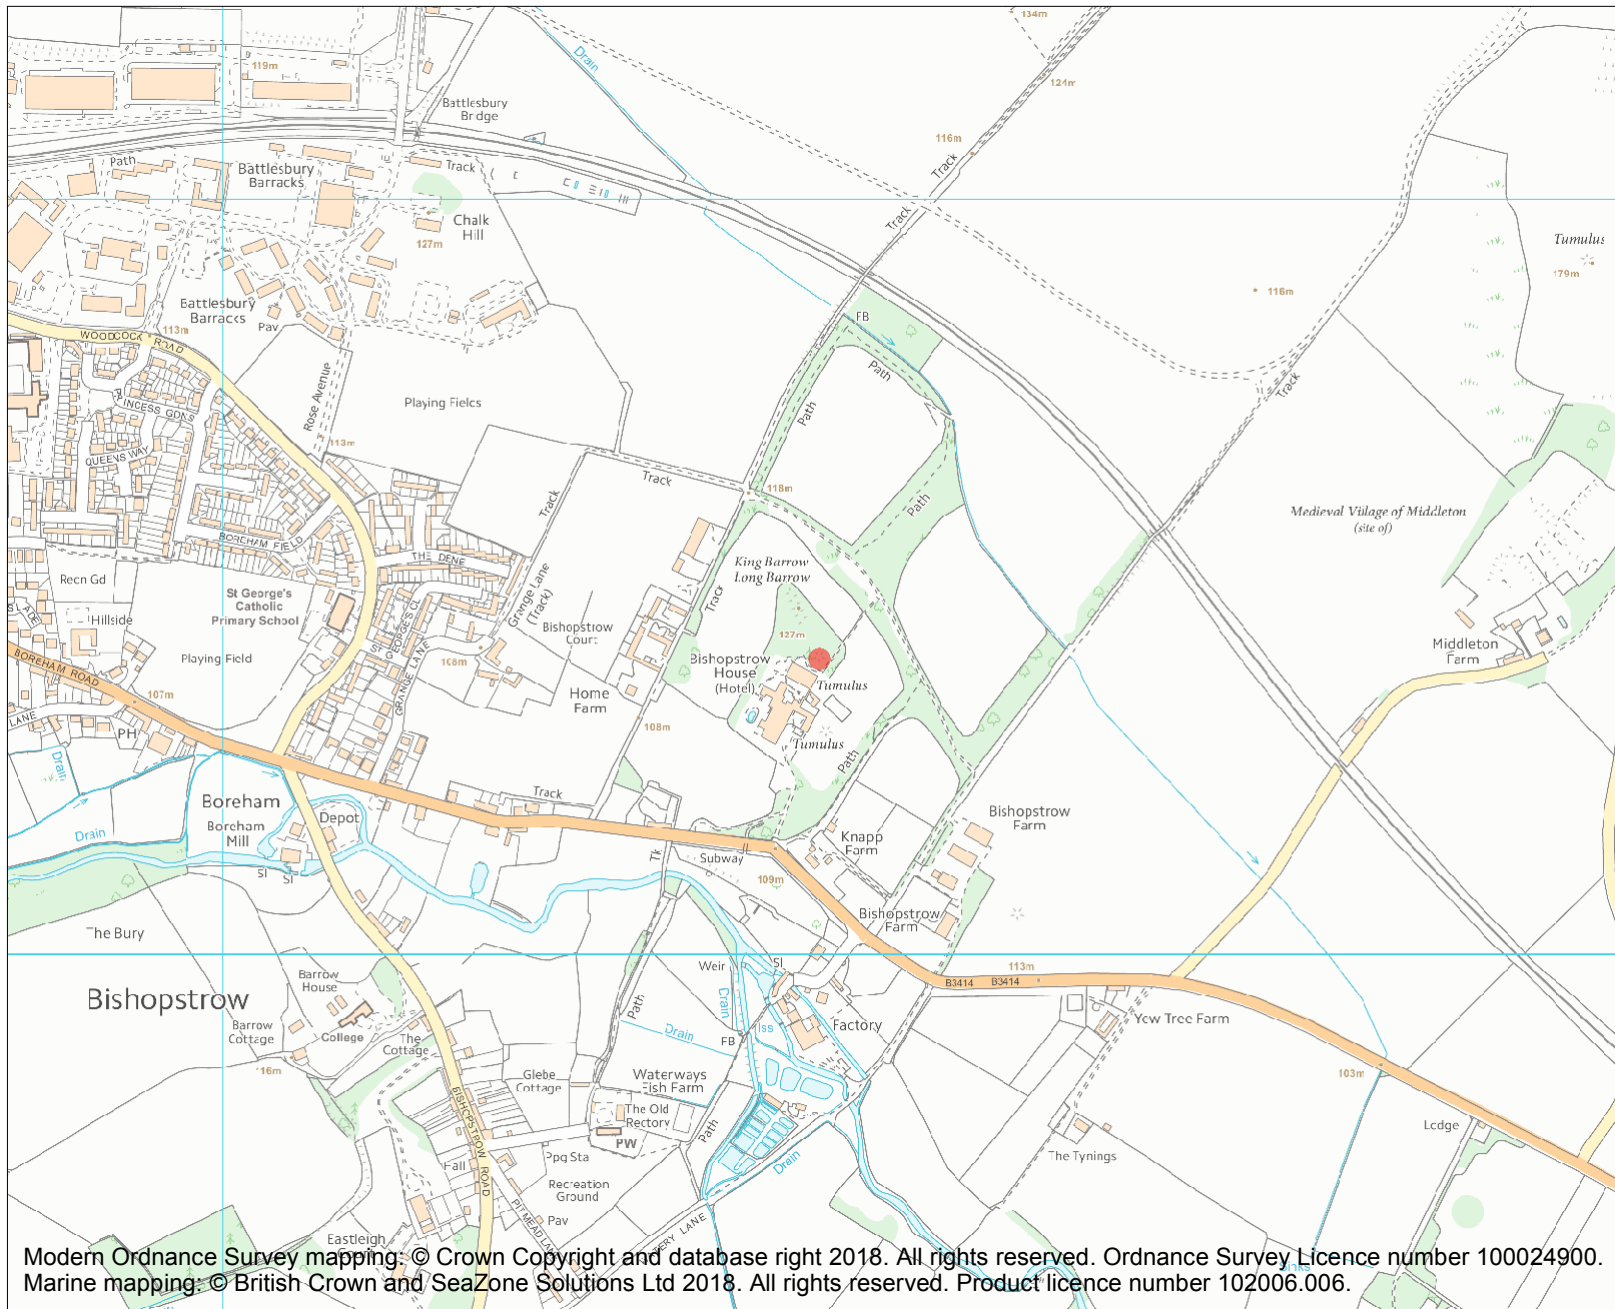 134m
119m
Drain
124m
Battlesbury
Bridge
116m
Track
Path
Track
Battlesbury
Barracks
Track
Chalk
Hill
127m
Tumulus
179m
116m
Battlesbury
Barracks
Pav
113m
WOODCOCK ROAD
FB
Path
Rose Avenue
Playing Fields
Path
Track
PRINCESS GDNS
113m
QUEENS WAY
Track
118m
Track
Path
Medieval Village of Middleton
(site of)
BOREHAM FIELD
THE DENE
King Barrow
Long Barrow
Recn Gd
St George's
Catholic
Primary School
Grange Lane
(Track)
Track
SLADE
Hillside
ST GEORGE'S CL
Bishopstrow
Court
127m
Middleton
Farm
BOREHAM ROAD
Playing Field
108m
GRANGE LANE
Bishopstrow
House
(Hotel)
Tumulus
Home
Farm
107m
LANE
PH
108m
Tumulus
Path
Drain
Track
Boreham
Boreham
Mill
Depot
Drain
Bishopstrow
Farm
Knapp
Farm
Subway
Tk
109m
Sl
Sl
Bishopstrow
Farm
The Bury
Weir
Sl
113m
Barrow
House
B3414
B3414
Bishopstrow
Drain
Path
Yew Tree Farm
Barrow
Cottage
College
The
Cottage
Drain
Iss
Factory
FB
116m
Glebe
Cottage
Waterways
Fish Farm
103m
BISHOPSTROW ROAD
The Old
Rectory
Path
PW
Lodge
Hall
Ppg Sta
Drain
The Tynings
Recreation
Ground
PITMEAD LANE
Pav
Eastleigh
Court
Sinks
Modern Ordnance Survey mapping: © Crown Copyright and database right 2018. All rights reserved. Ordnance Survey Licence number 100024900.
Marine mapping: © British Crown and SeaZone Solutions Ltd 2018. All rights reserved. Product licence number 102006.006.